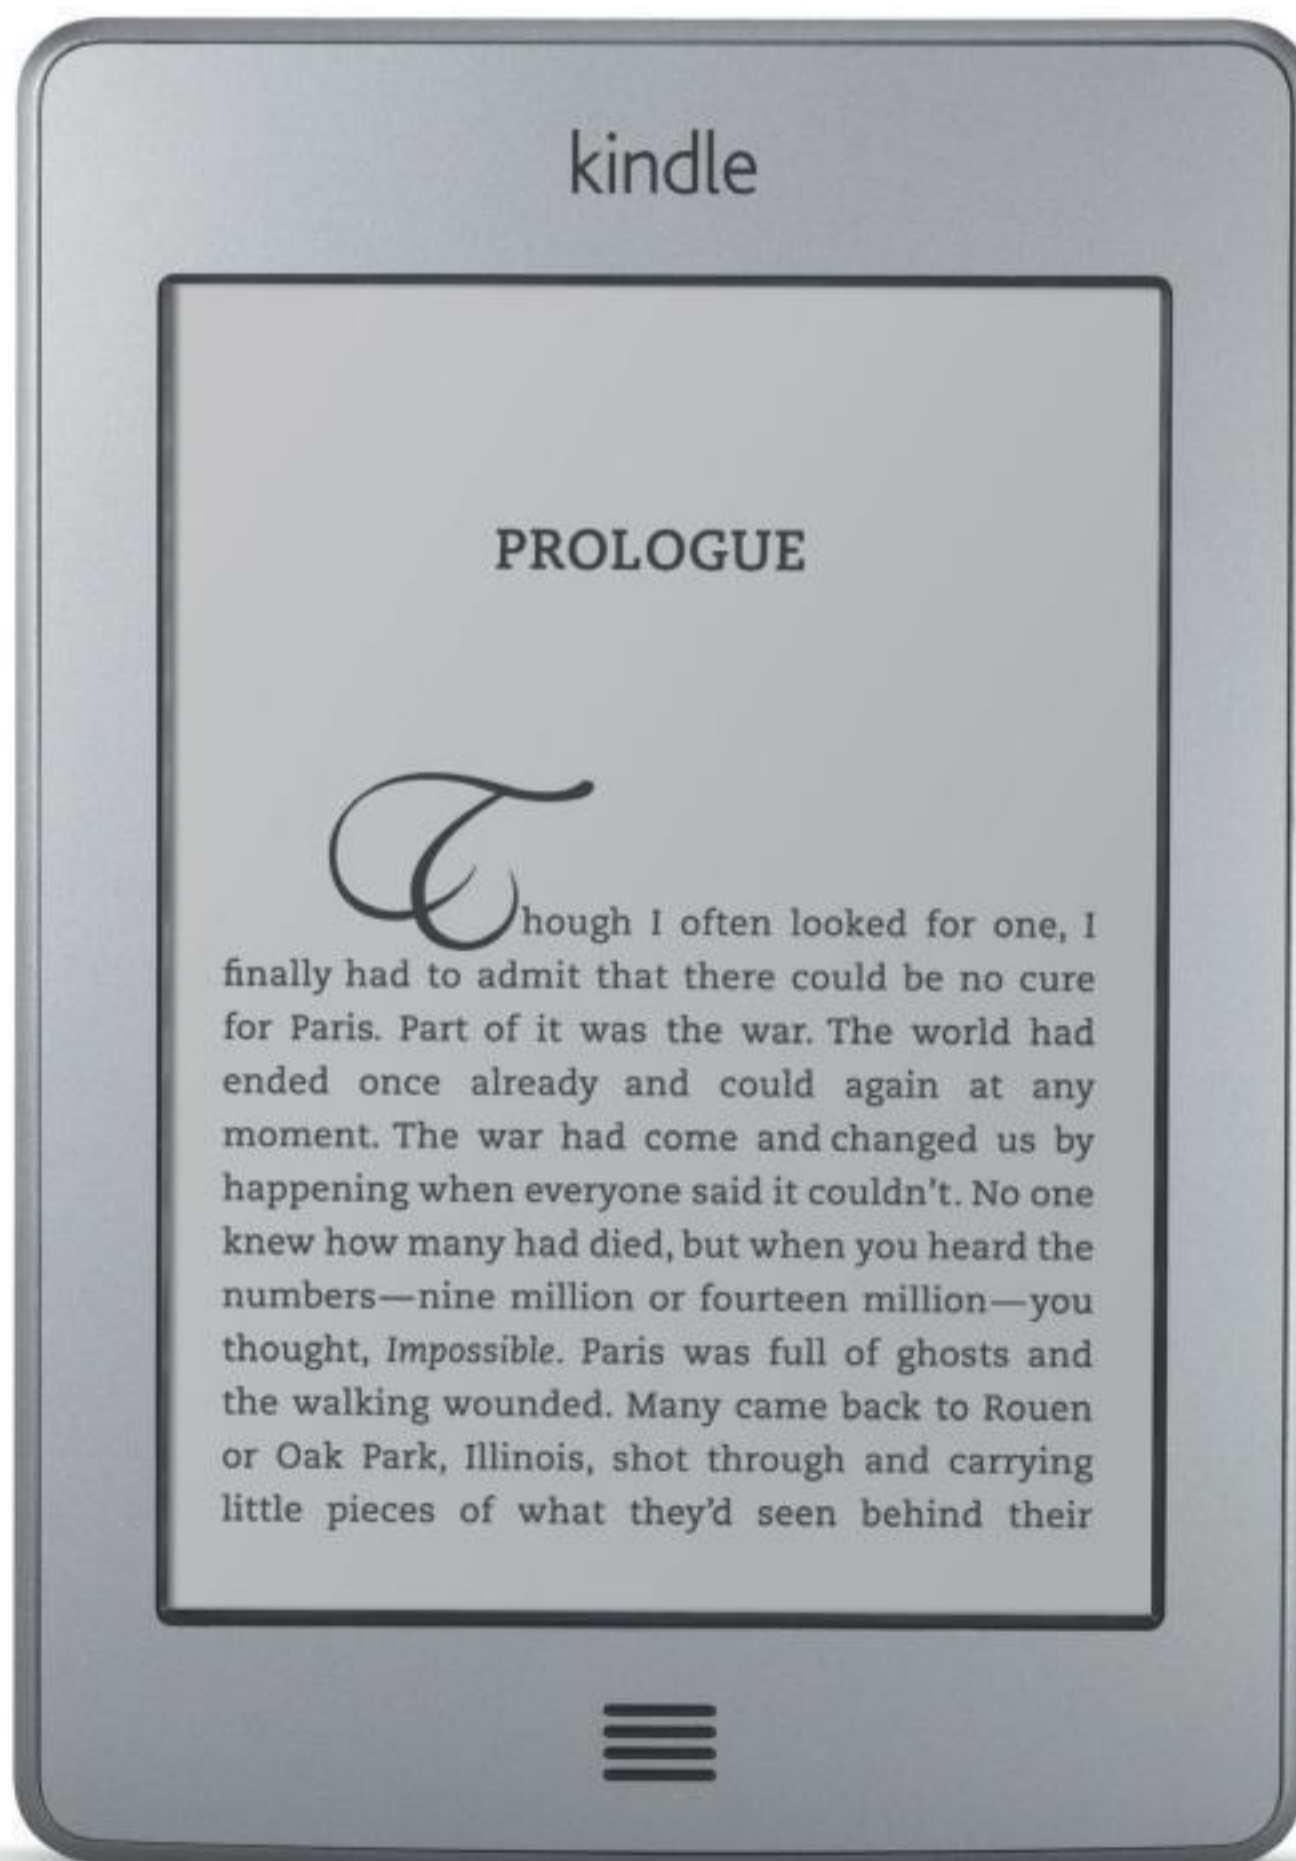 kindle
PROLOGUE
Though I often looked for one, I
finally had to admit that there could be no cure
for Paris. Part of it was the war. The world had
ended once already and could again at any
moment. The war had come and changed us by
happening when everyone said it couldn't. No one
knew how many had died, but when you heard the
numbers—nine million or fourteen million—you
thought, Impossible. Paris was full of ghosts and
the walking wounded. Many came back to Rouen
or Oak Park, Illinois, shot through and carrying
little pieces of what they'd seen behind their